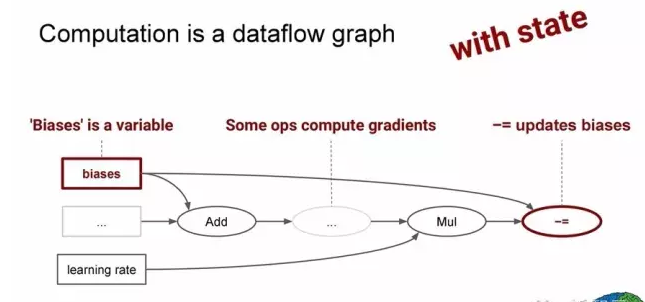 Computation is a dataflow graph
with state
'Biases' is a variable
Some ops compute gradients
-= updates biases
biases
...
Add
...
Mul
-=
learning rate